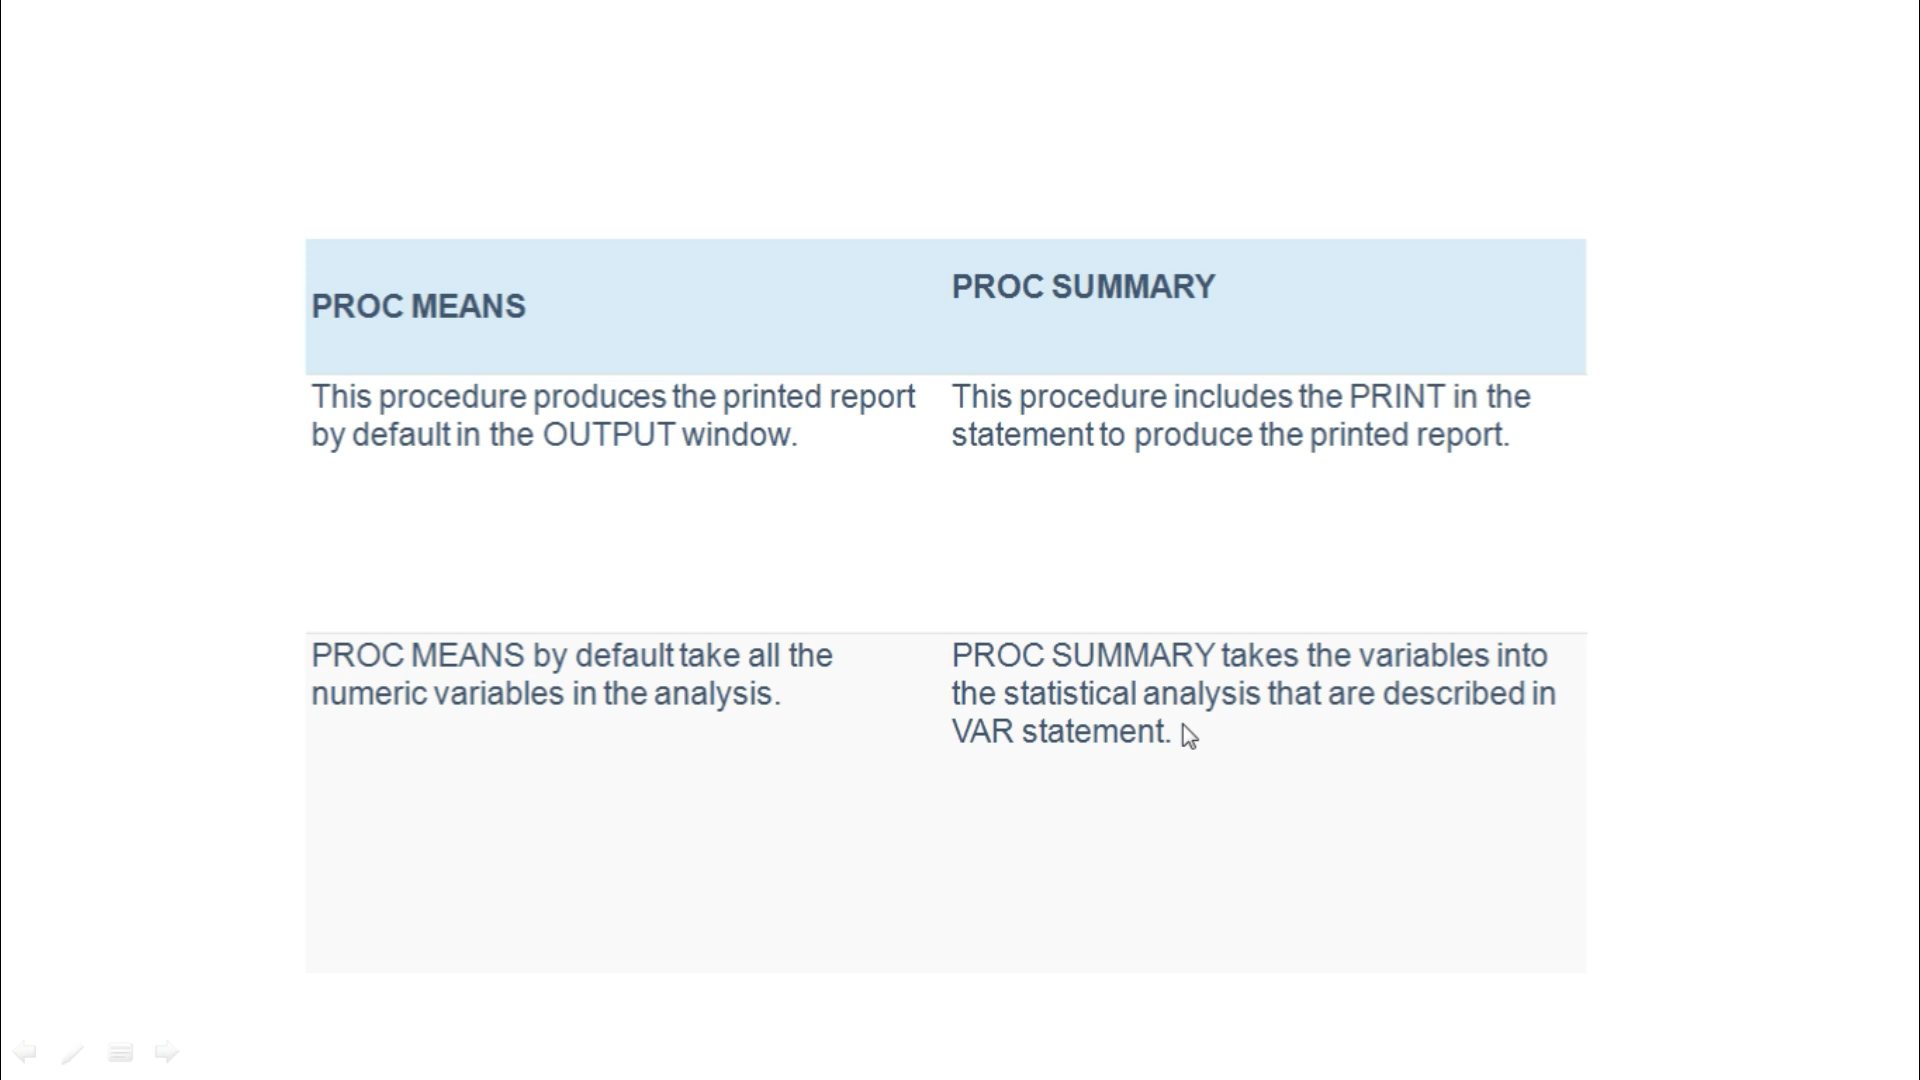 PROC MEANS
PROC SUMMARY
This procedure produces the printed report
by default in the OUTPUT window.
This procedure includes the PRINT in the
statement to produce the printed report.
PROC MEANS by default take all the
numeric variables in the analysis.
PROC SUMMARY takes the variables into
the statistical analysis that are described in
VAR statement.